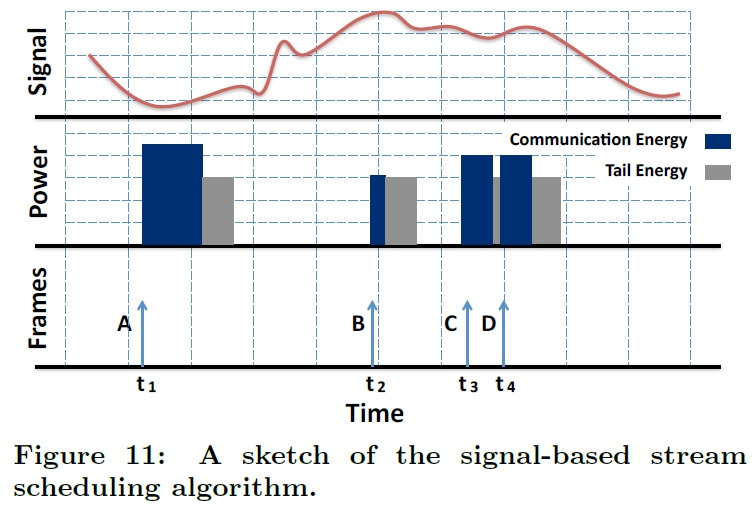 Signal
Communication Energy
Tail Energy
Power
Frames
A
B
C
D
t1
t2
t3
t4
Time
Figure 11: A sketch of the signal-based stream
scheduling algorithm.